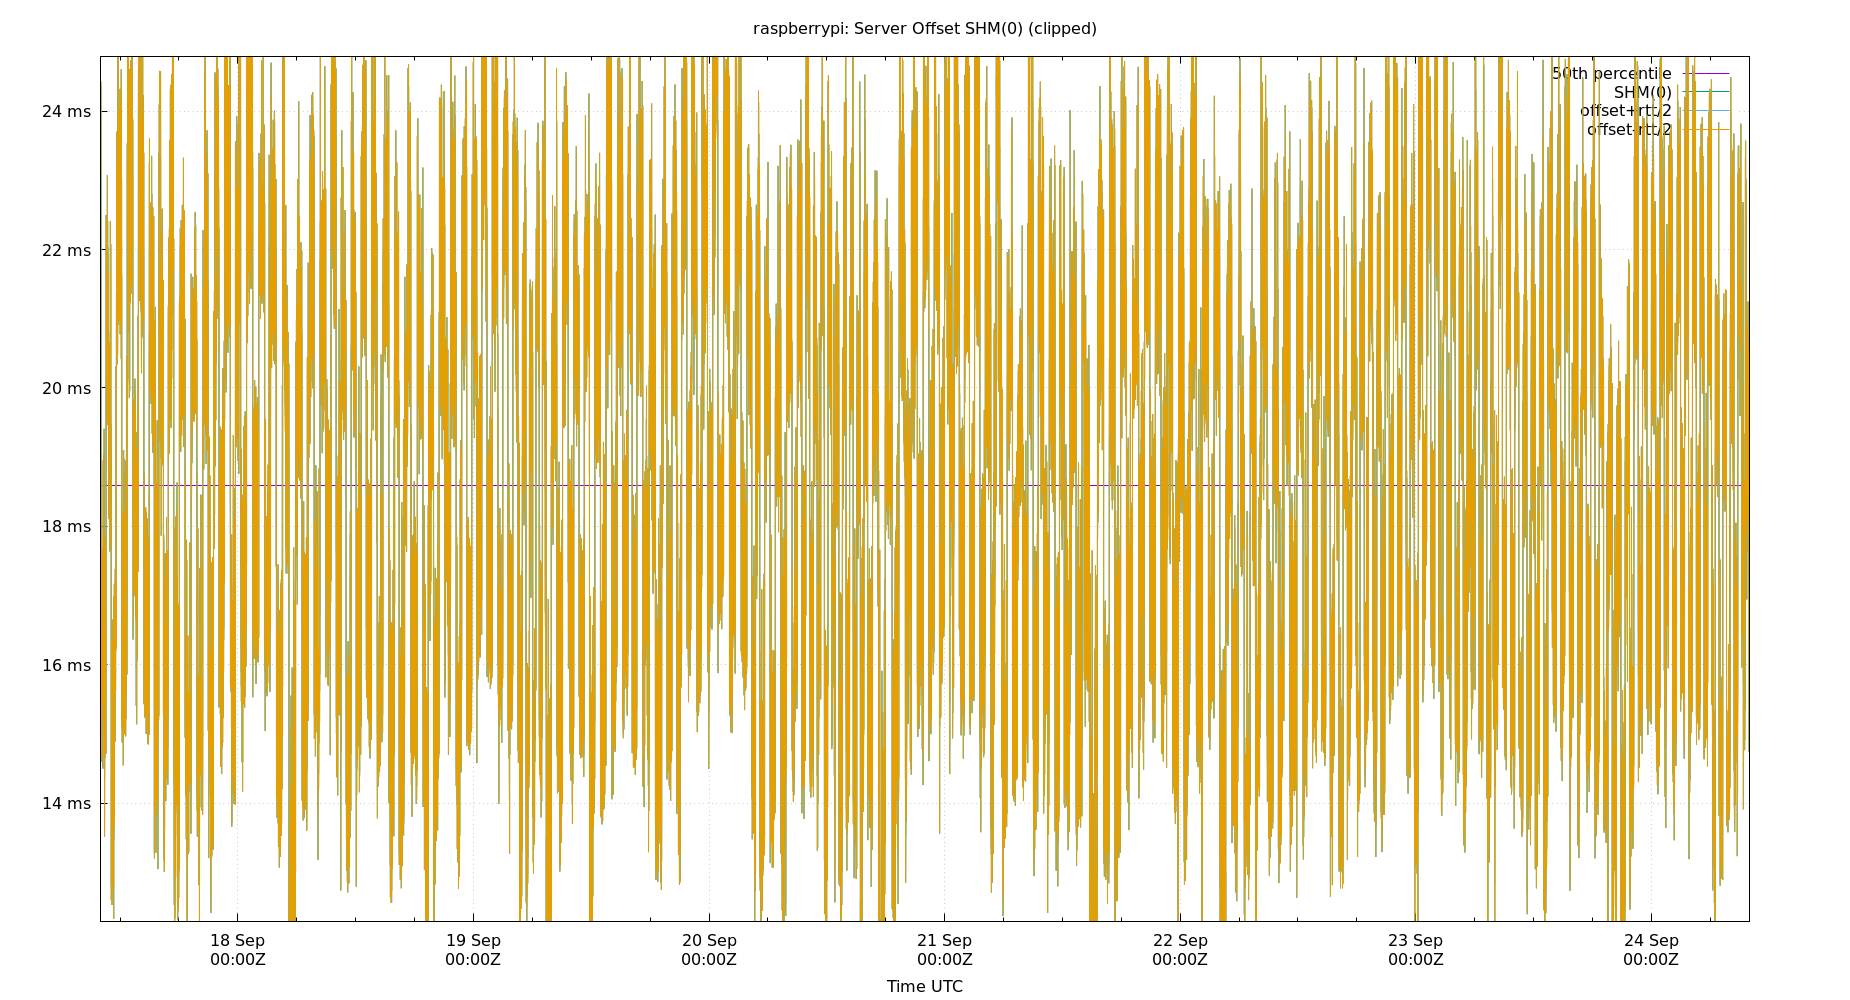 raspberrypi: Server Offset SHM(0) (clipped)
50th percentile
SHM(0)
offset+rtt/2
offset-rtt/2
24 ms
22 ms
20 ms
18 ms
16 ms
14 ms
18 Sep 19 Sep 20 Sep 21 Sep 22 Sep 23 Sep 24 Sep
00:00Z 00:00Z 00:00Z 00:00Z 00:00Z 00:00Z 00:00Z
Time UTC